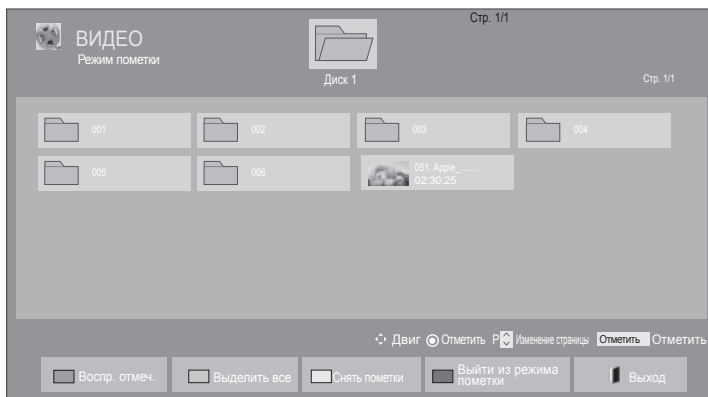 Стр. 1/1
ВИДЕО
Режим пометки
Диск 1
Стр. 1/1
001
002
003
004
005
006
051. Apple_ ......
02:30:25
Двиг
Отметить
P
Изменение страницы
Отметить
Отметить
Воспр. отмеч.
Выделить все
Снять пометки
Выйти из режима
пометки
Выход